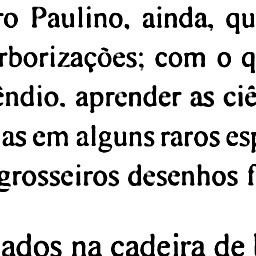 ro Paulino, ainda, qu
rborizações; com o q
êndio, aprender as ciê
as em alguns raros esp
grosseiros desenhos f
ados na cadeira de